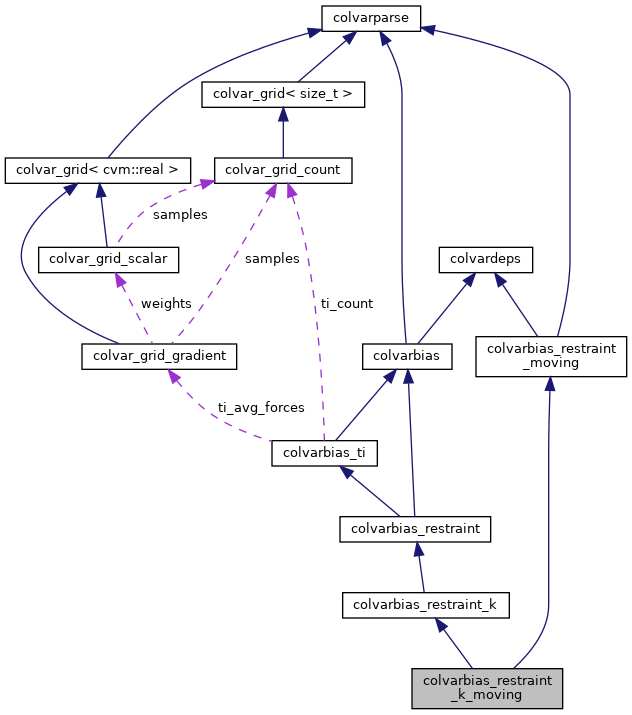 colvarparse
colvar_grid< size_t >
colvar_grid< cvm::real >
colvar_grid_count
samples
colvar_grid_scalar
samples
colvardeps
weights
ti_count
colvar_grid_gradient
colvarbias
colvarbias_restraint
_moving
ti_avg_forces
colvarbias_ti
colvarbias_restraint
colvarbias_restraint_k
colvarbias_restraint
_k_moving